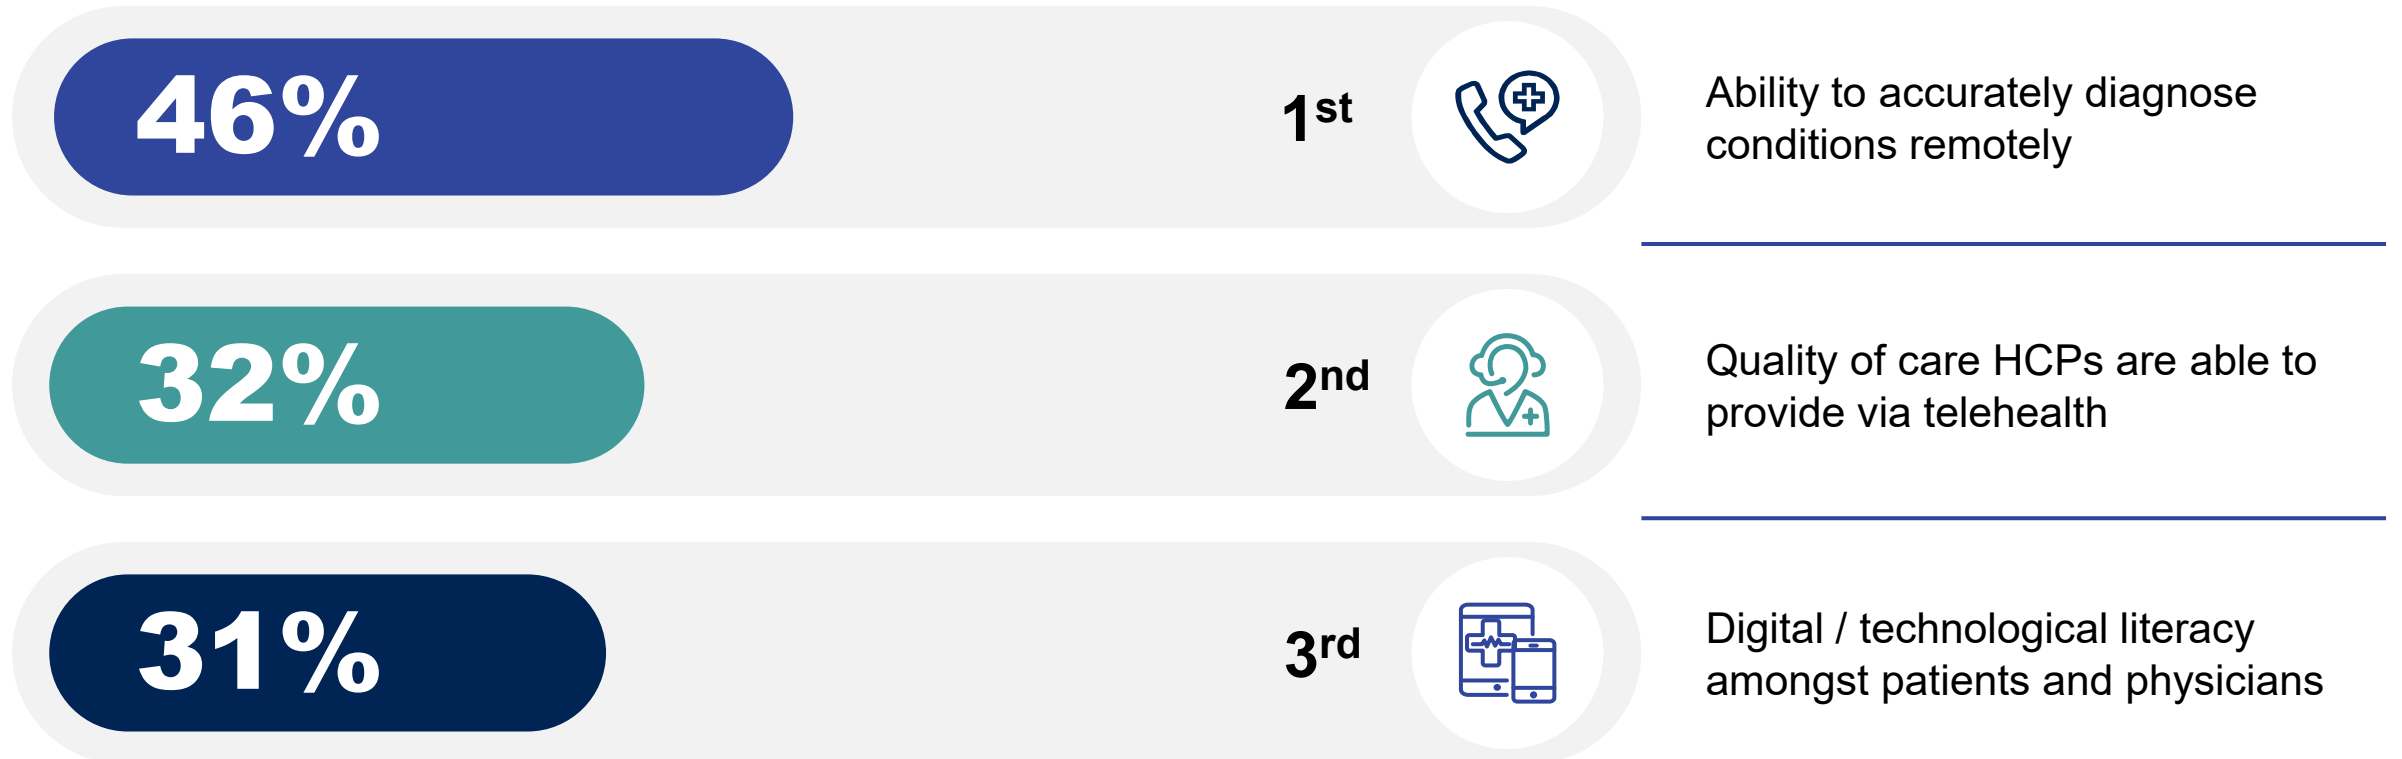 46%
1st
Ability to accurately diagnose
conditions remotely
32%
2nd
Quality of care HCPs are able to
provide via telehealth
31%
3rd
Digital / technological literacy
amongst patients and physicians